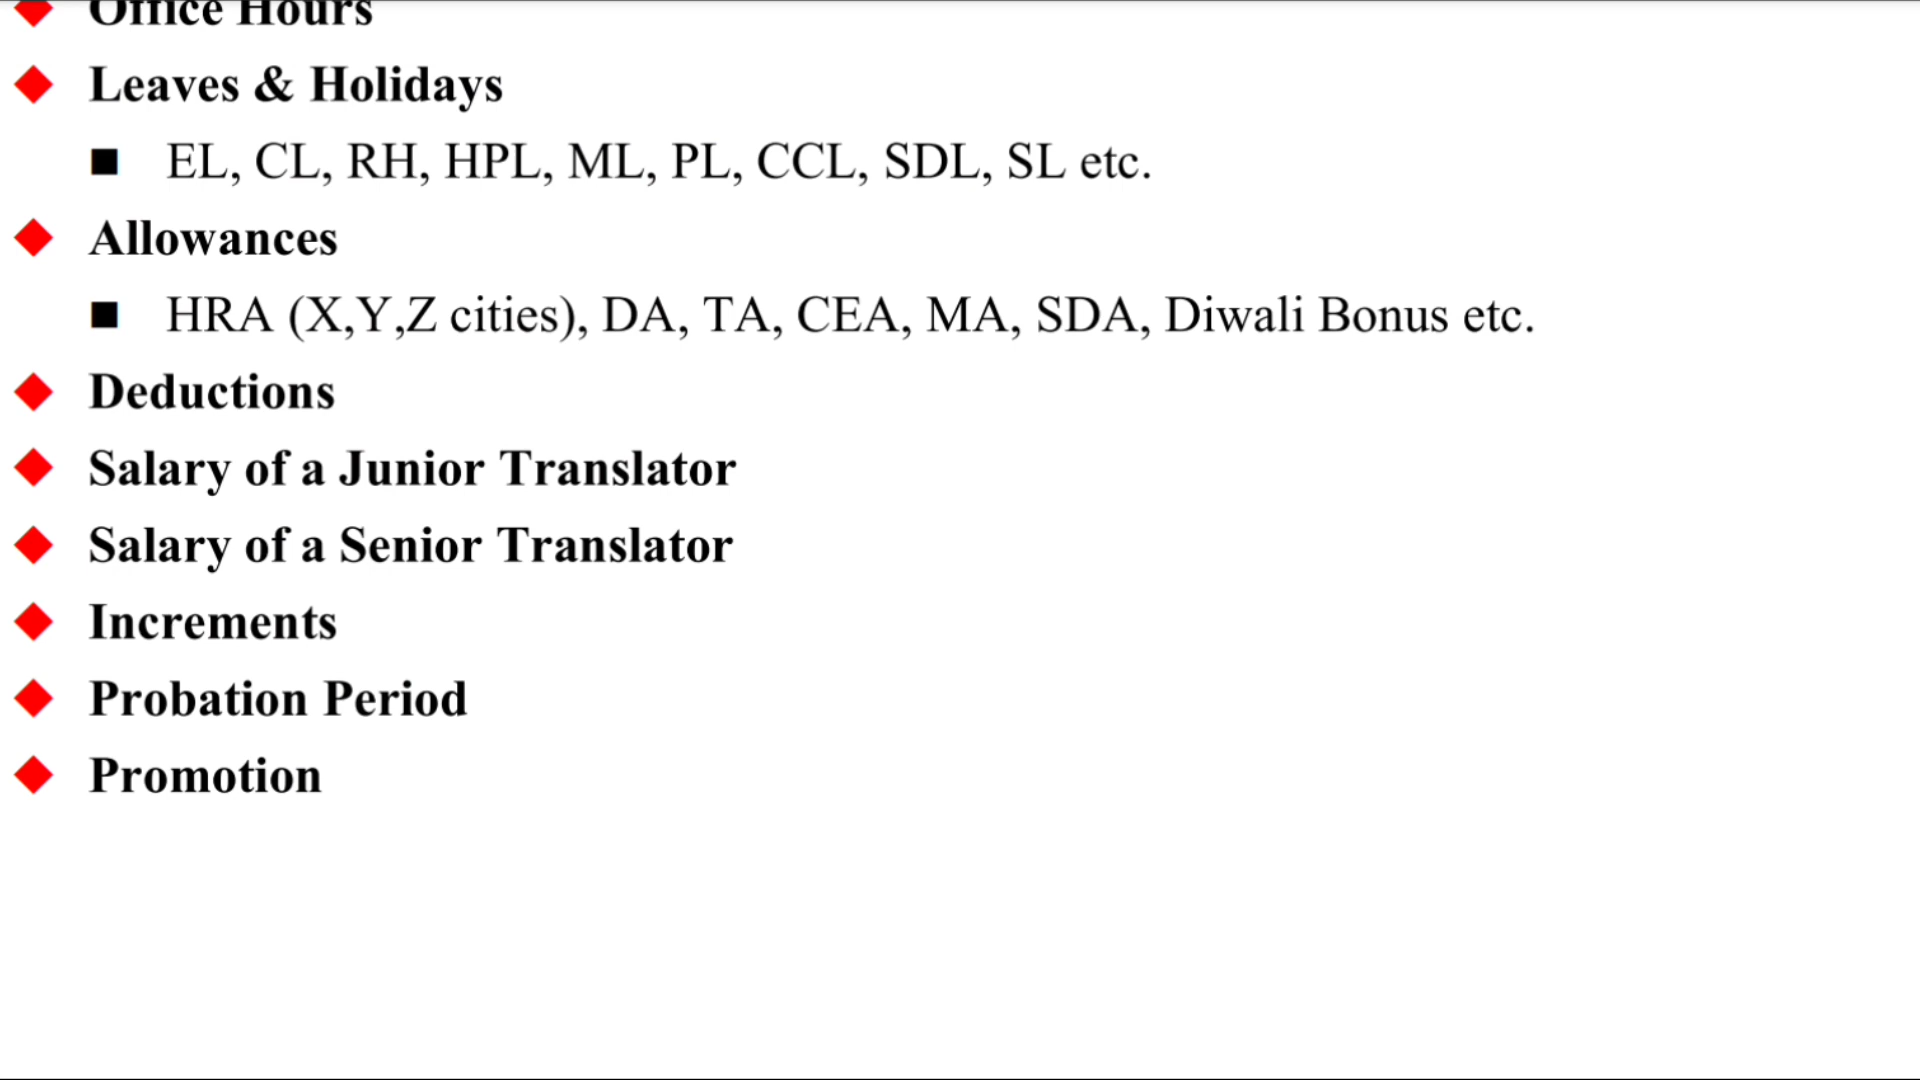 Office Hours
Leaves & Holidays
EL, CL, RH, HPL, ML, PL, CCL, SDL, SL etc.
Allowances
HRA (X,Y,Z cities), DA, TA, CEA, MA, SDA, Diwali Bonus etc.
Deductions
Salary of a Junior Translator
Salary of a Senior Translator
Increments
Probation Period
Promotion